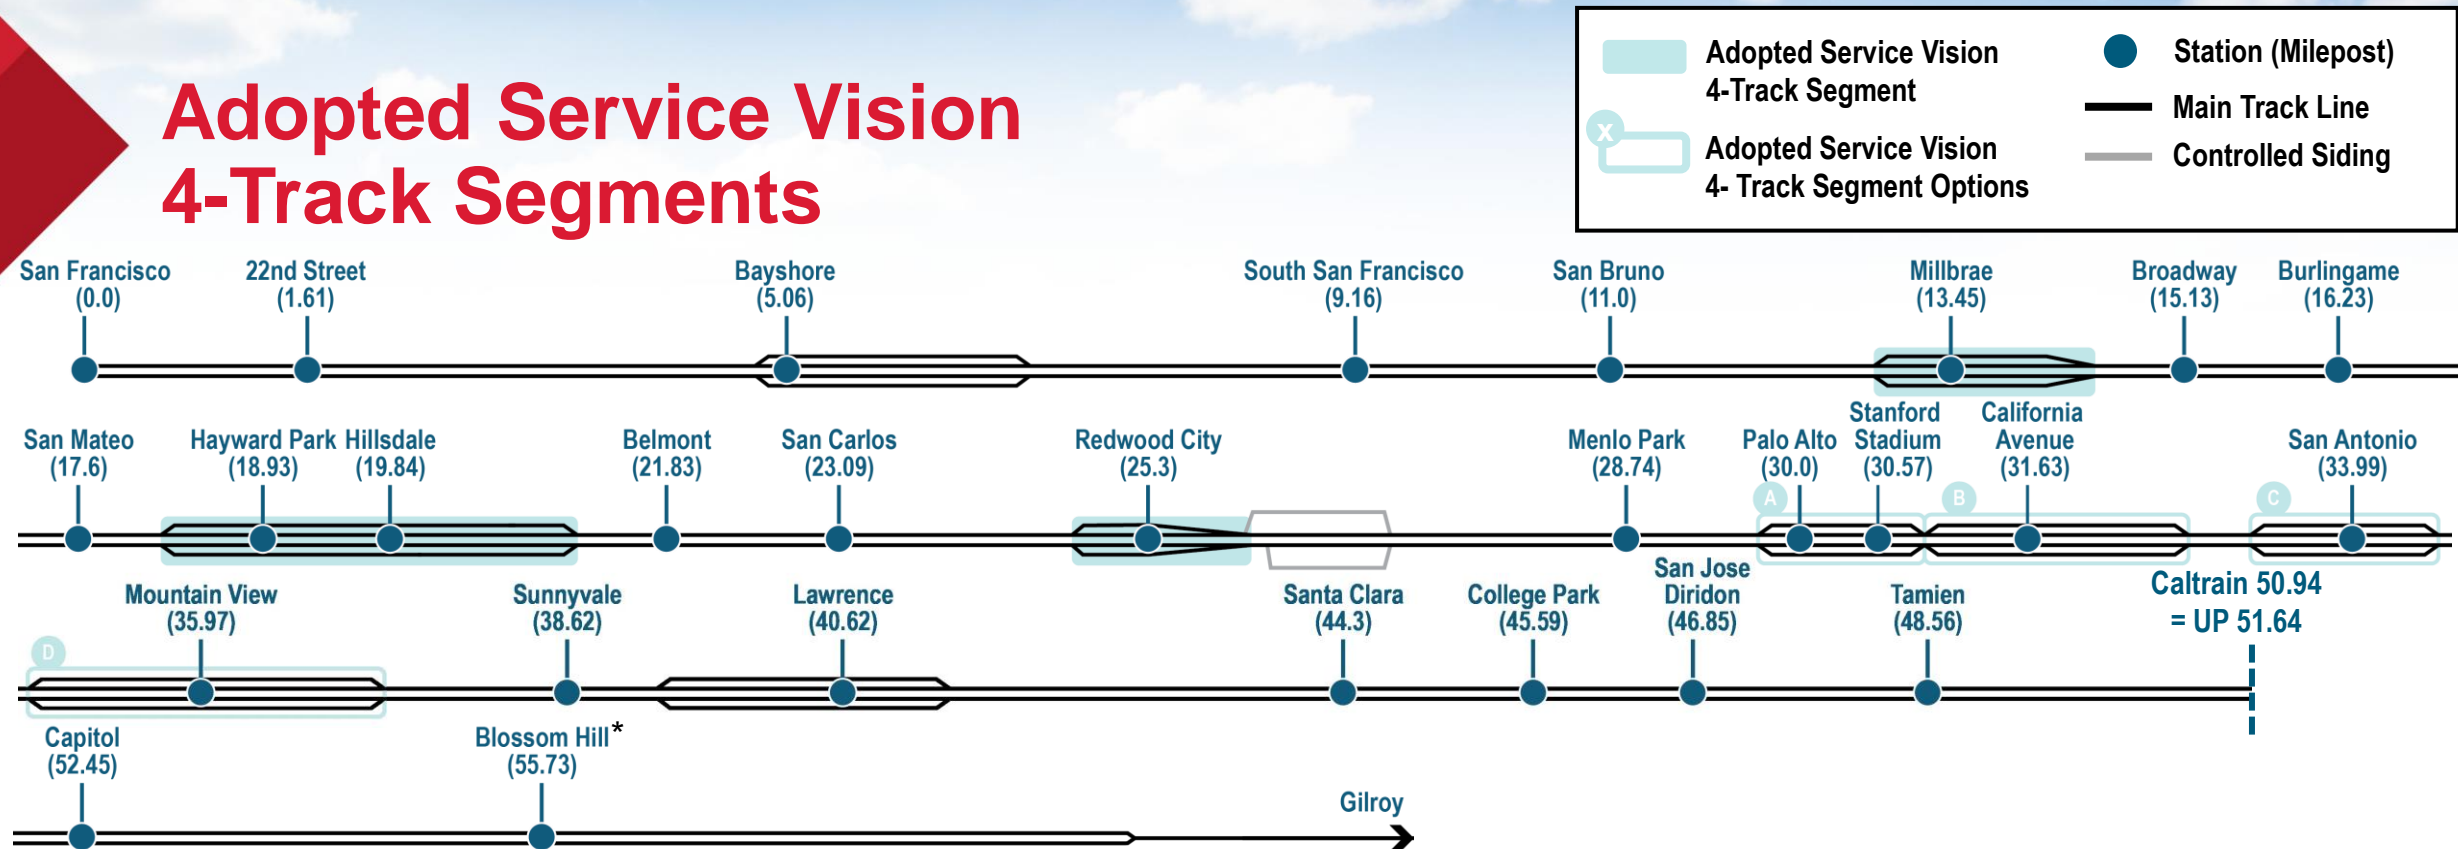 Adopted Service Vision
4-Track Segments
Adopted Service Vision
4-Track Segment
X
Adopted Service Vision
4- Track Segment Options
Station (Milepost)
Main Track Line
Controlled Siding
San Francisco
(0.0)
22nd Street
(1.61)
Bayshore
(5.06)
South San Francisco
(9.16)
San Bruno
(11.0)
Millbrae
(13.45)
Broadway
(15.13)
Burlingame
(16.23)
San Mateo
(17.6)
Hayward Park
(18.93)
Hillsdale
(19.84)
Belmont
(21.83)
San Carlos
(23.09)
Redwood City
(25.3)
Menlo Park
(28.74)
Palo Alto
(30.0)
Stanford
Stadium
(30.57)
California
Avenue
(31.63)
San Antonio
(33.99)
A
B
C
Mountain View
(35.97)
Sunnyvale
(38.62)
Lawrence
(40.62)
Santa Clara
(44.3)
College Park
(45.59)
San Jose
Diridon
(46.85)
Tamien
(48.56)
Caltrain 50.94
= UP 51.64
D
Capitol
(52.45)
Blossom Hill*
(55.73)
Gilroy